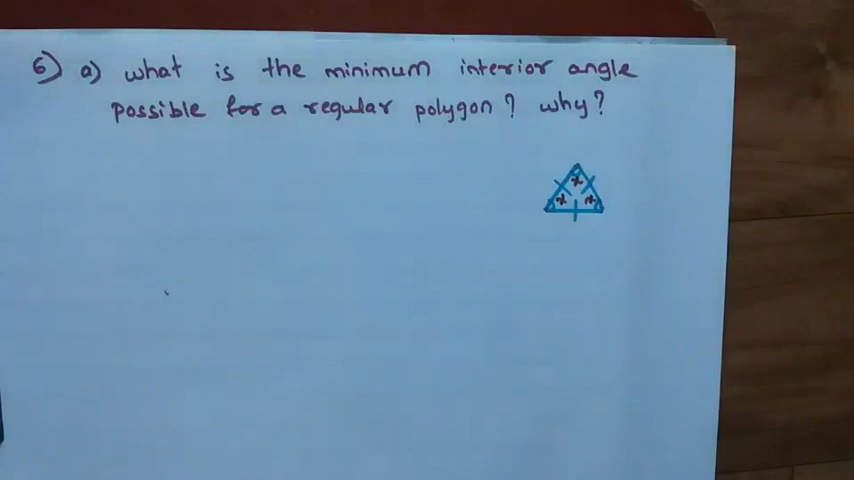 6) a) what is the minimum interior angle
possible for a regular polygon? why?
x
x x